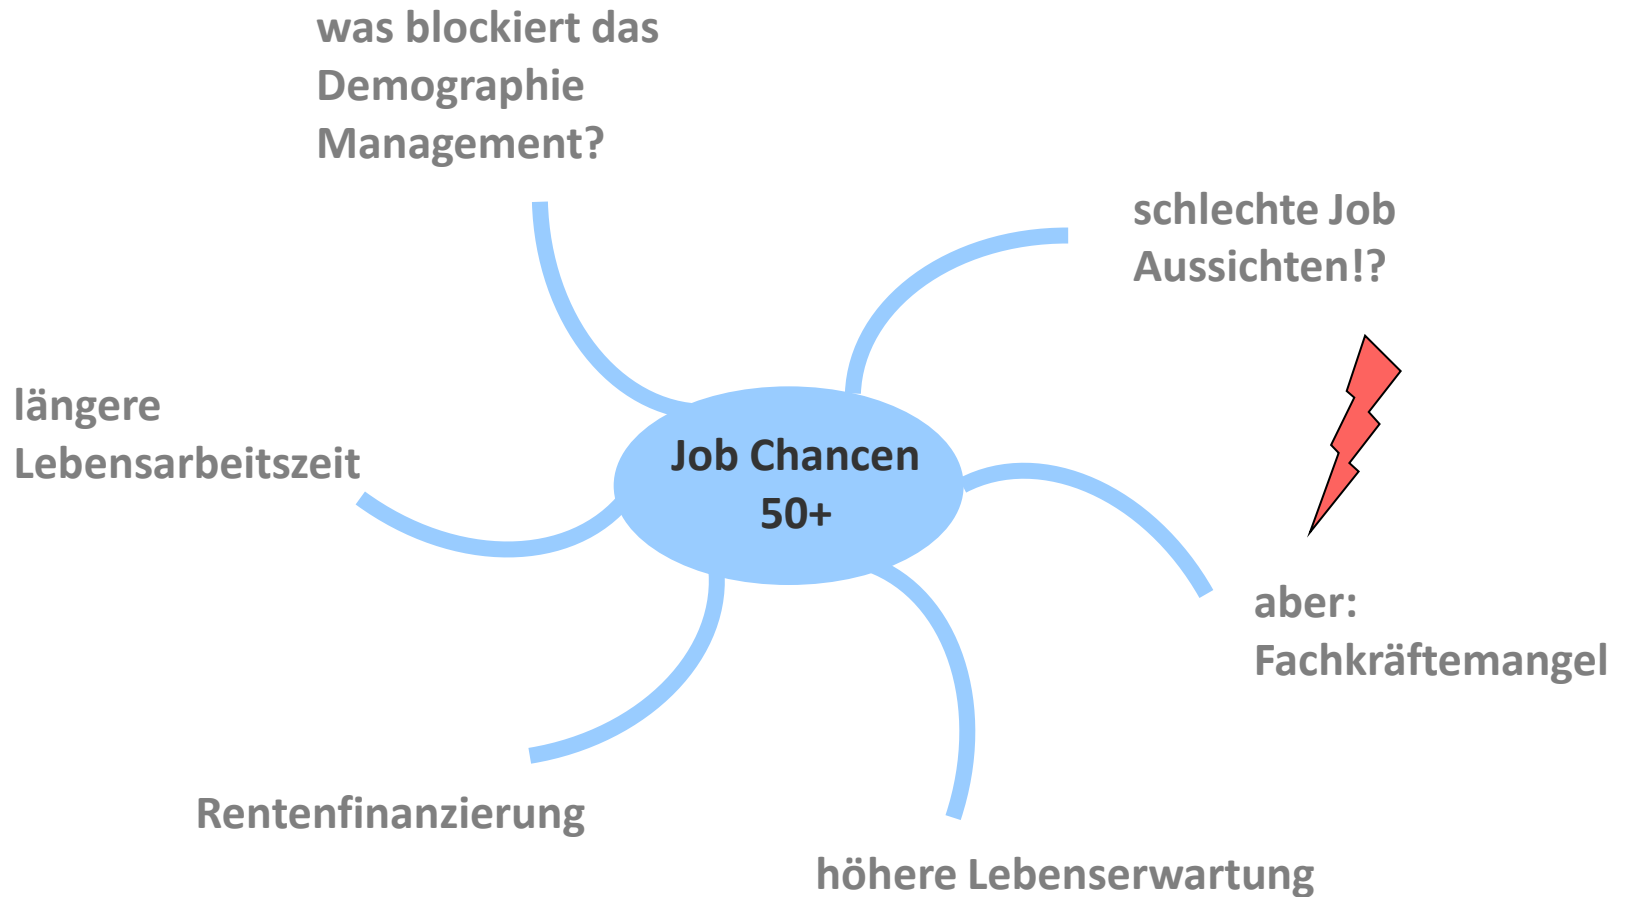 was blockiert das
Demographie
Management?
schlechte Job
Aussichten!?
längere
Lebensarbeitszeit
Job Chancen
50+
aber:
Fachkräftemangel
Rentenfinanzierung
höhere Lebenserwartung